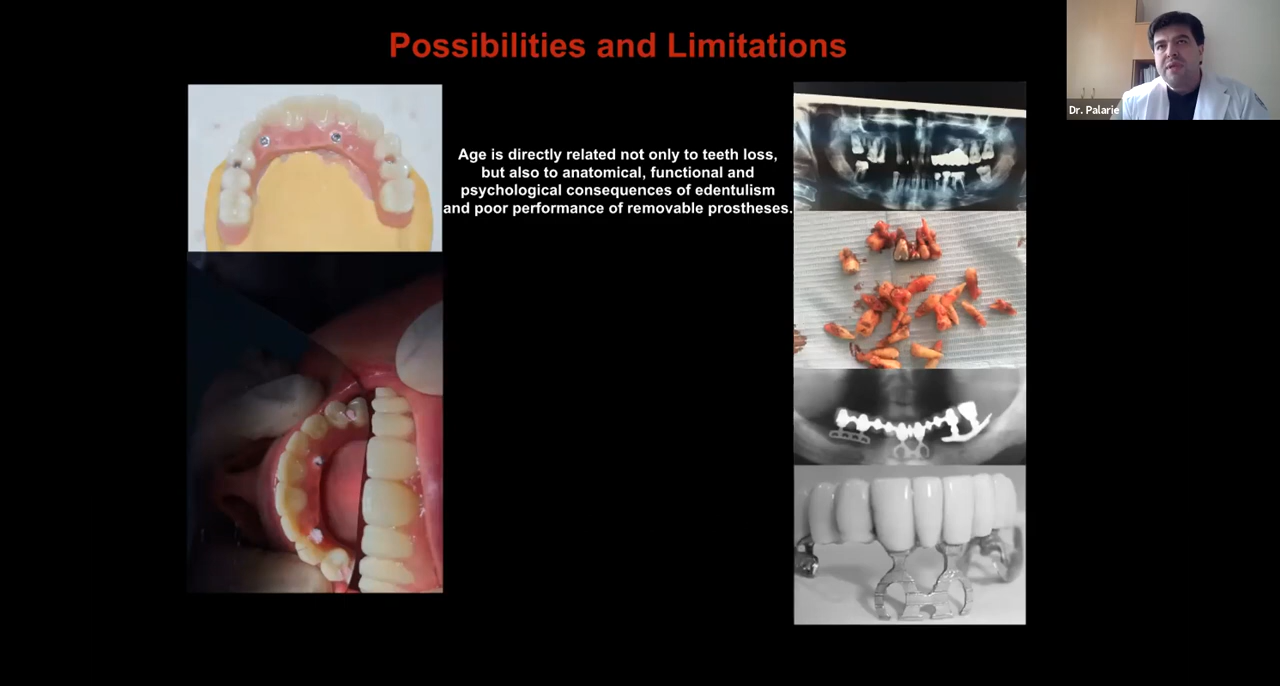 Possibilities and Limitations
Age is directly related not only to teeth loss,
but also to anatomical, functional and
psychological consequences of edentulism
and poor performance of removable prostheses.
Dr. Palarie